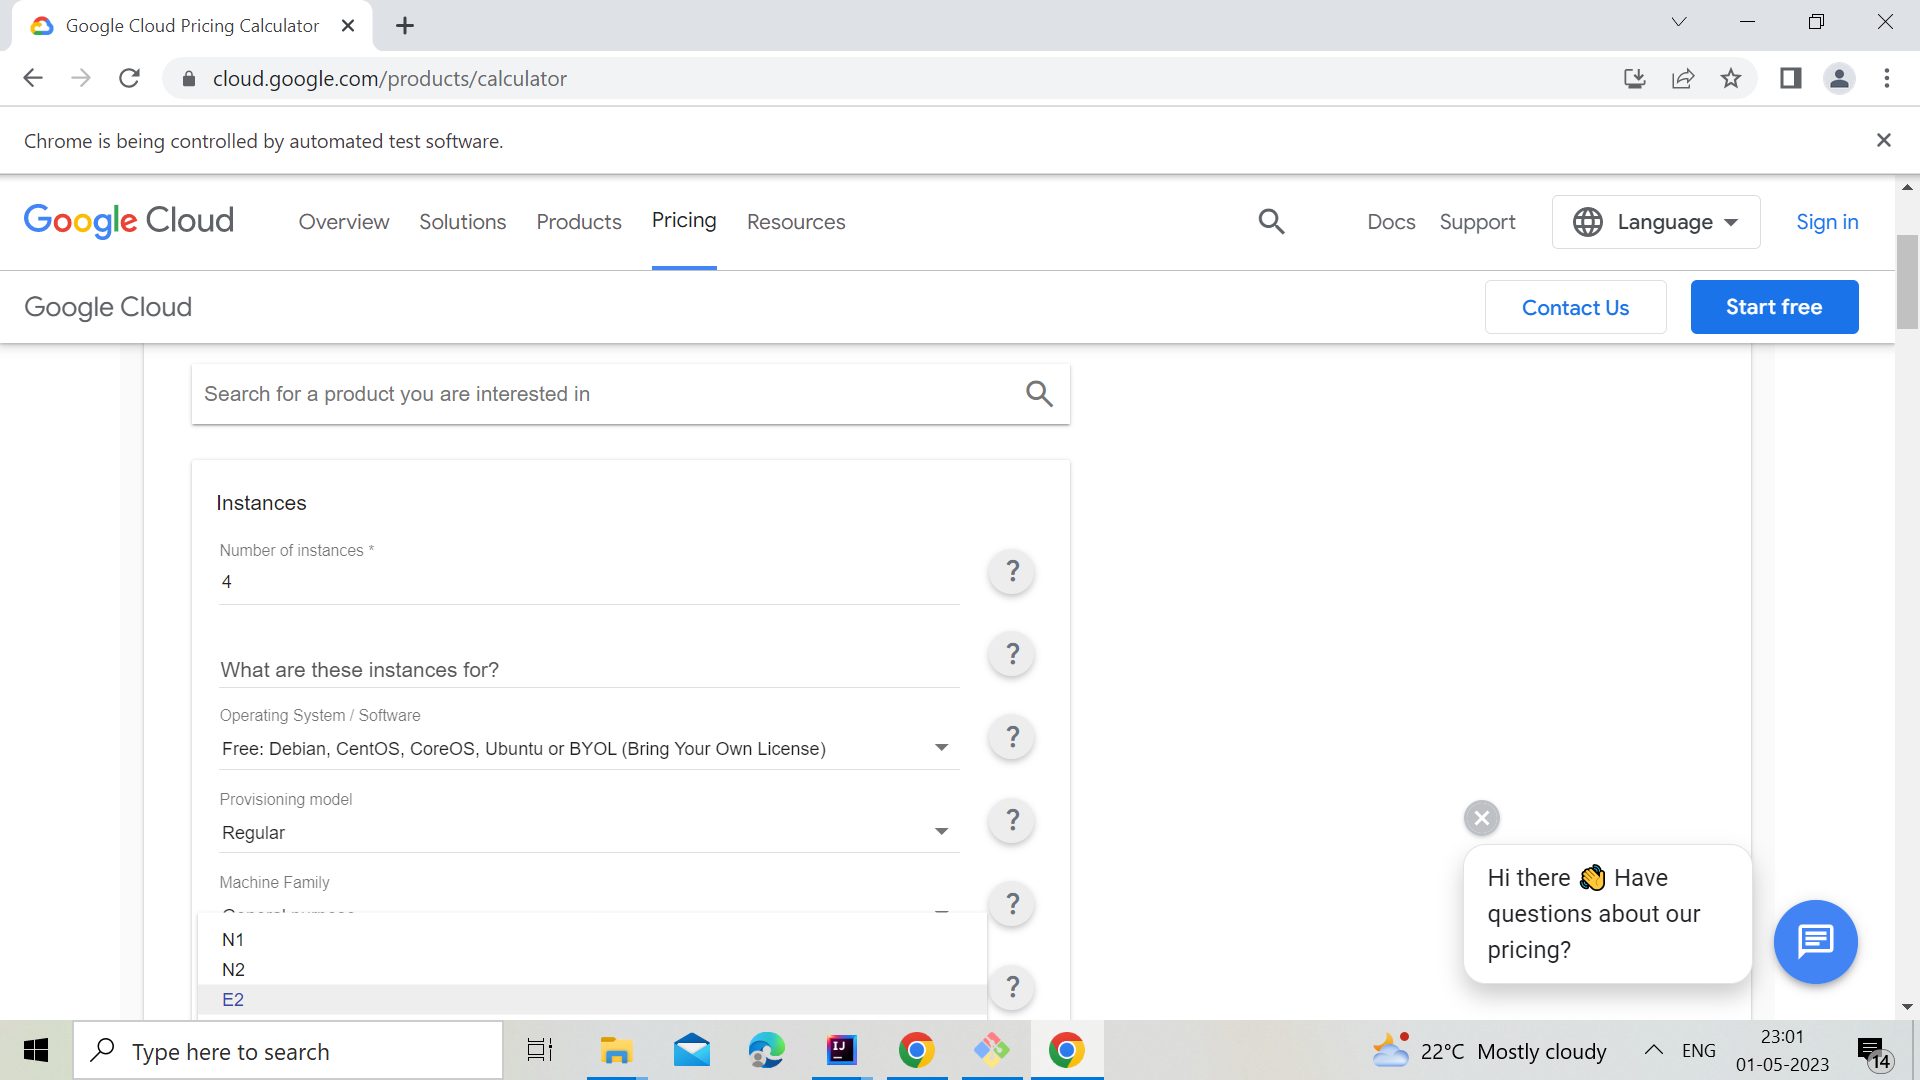 Google Cloud Pricing Calculator
cloud.google.com/products/calculator
Chrome is being controlled by automated test software.
Google Cloud Overview Solutions Products Pricing Resources Docs Support Language Sign in
Google Cloud Contact Us Start free
Search for a product you are interested in
Instances
Number of instances *
4
?
What are these instances for?
?
Operating System / Software
Free: Debian, CentOS, CoreOS, Ubuntu or BYOL (Bring Your Own License)
?
Provisioning model
Regular
?
Machine Family
?
N1
N2
E2
?
Hi there 👋 Have
questions about our
pricing?
Type here to search
IJ
22°C Mostly cloudy
ENG
23:01
01-05-2023
14